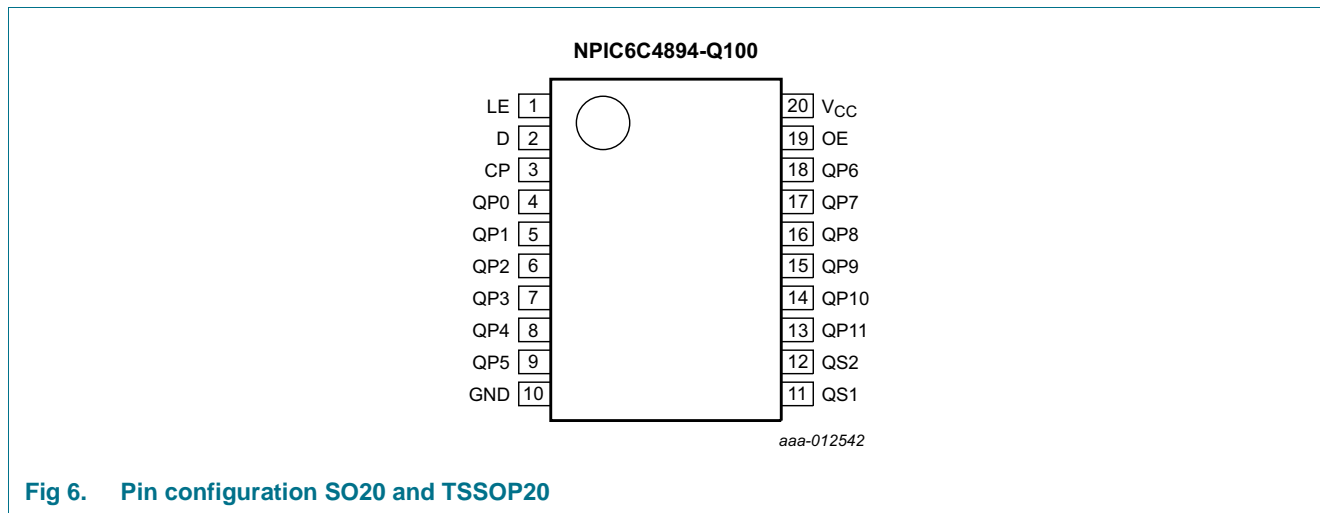 NPIC6C4894-Q100
LE 1
D 2
CP 3
QP0 4
QP1 5
QP2 6
QP3 7
QP4 8
QP5 9
GND 10
20 VCC
19 OE
18 QP6
17 QP7
16 QP8
15 QP9
14 QP10
13 QP11
12 QS2
11 QS1
aaa-012542
Fig 6. Pin configuration SO20 and TSSOP20